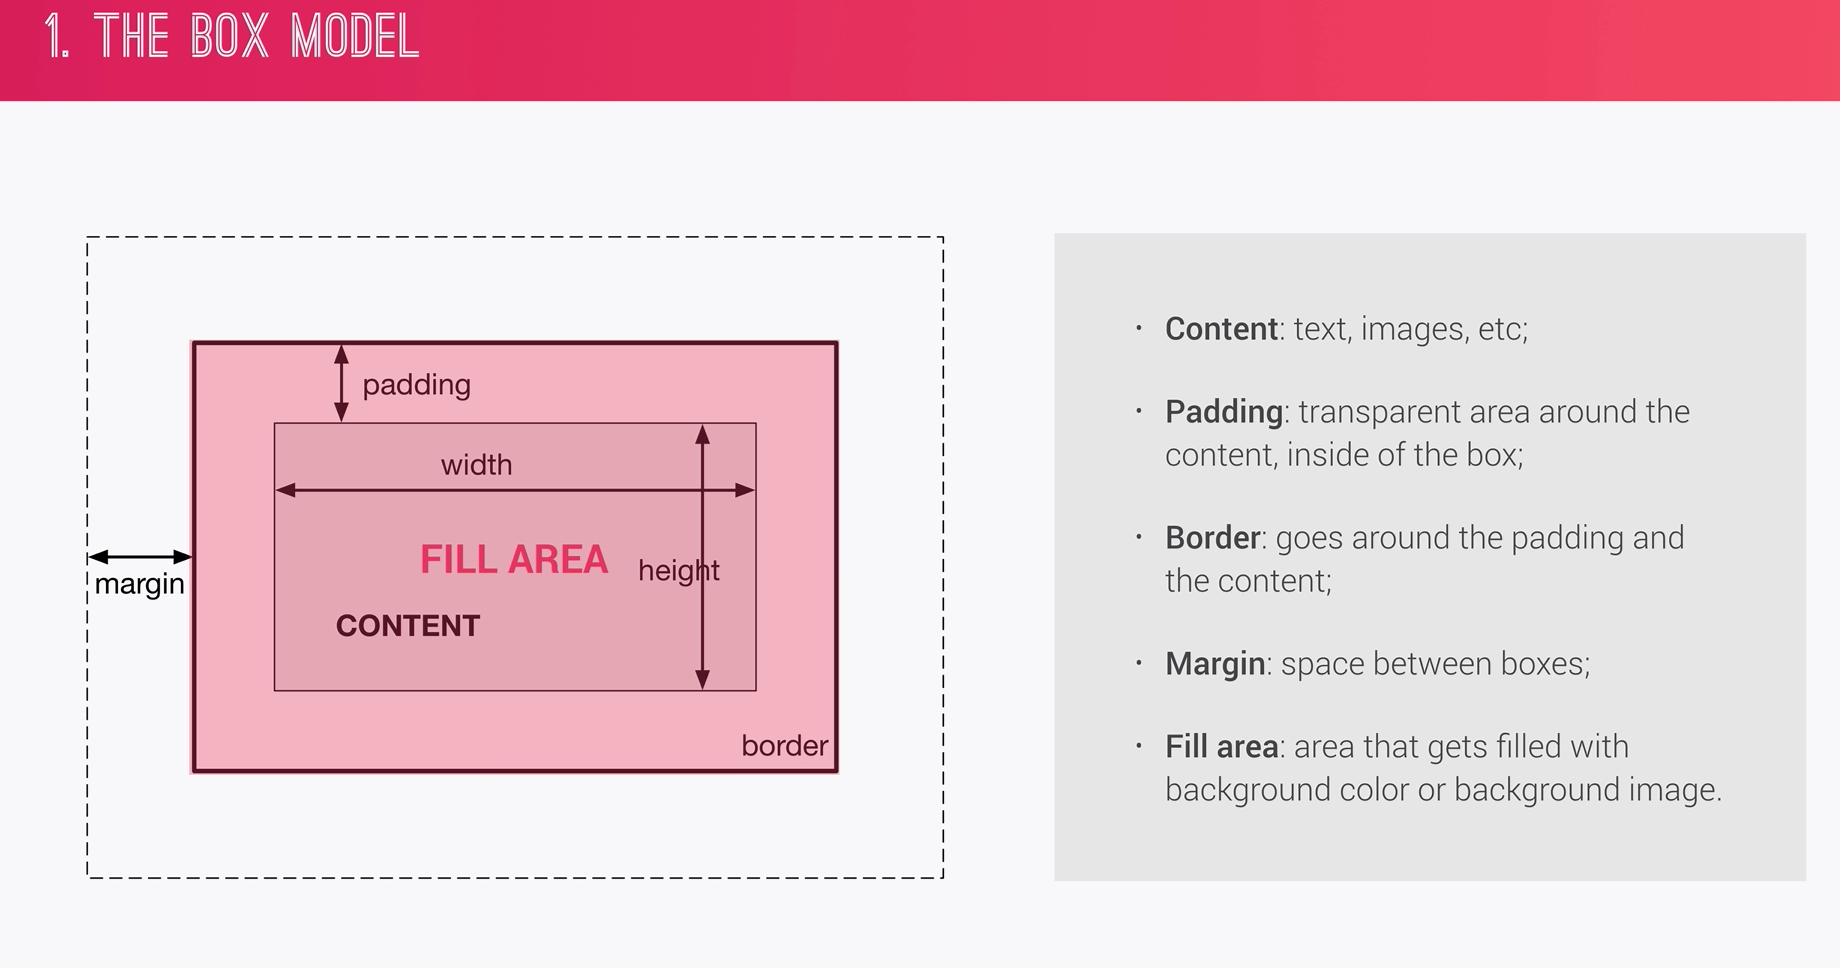 1. THE BOX MODEL
padding
width
FILL AREA
height
margin
CONTENT
border
· Content: text, images, etc;
· Padding: transparent area around the
content, inside of the box;
· Border: goes around the padding and
the content;
· Margin: space between boxes;
· Fill area: area that gets filled with
background color or background image.